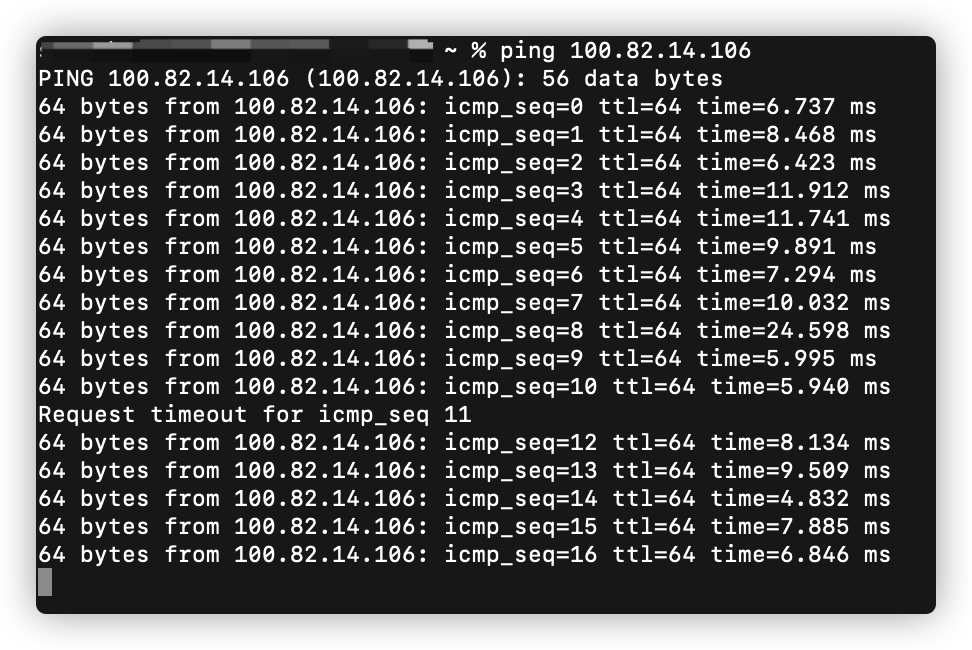 ~ % ping 100.82.14.106
PING 100.82.14.106 (100.82.14.106): 56 data bytes
64 bytes from 100.82.14.106: icmp_seq=0 ttl=64 time=6.737 ms
64 bytes from 100.82.14.106: icmp_seq=1 ttl=64 time=8.468 ms
64 bytes from 100.82.14.106: icmp_seq=2 ttl=64 time=6.423 ms
64 bytes from 100.82.14.106: icmp_seq=3 ttl=64 time=11.912 ms
64 bytes from 100.82.14.106: icmp_seq=4 ttl=64 time=11.741 ms
64 bytes from 100.82.14.106: icmp_seq=5 ttl=64 time=9.891 ms
64 bytes from 100.82.14.106: icmp_seq=6 ttl=64 time=7.294 ms
64 bytes from 100.82.14.106: icmp_seq=7 ttl=64 time=10.032 ms
64 bytes from 100.82.14.106: icmp_seq=8 ttl=64 time=24.598 ms
64 bytes from 100.82.14.106: icmp_seq=9 ttl=64 time=5.995 ms
64 bytes from 100.82.14.106: icmp_seq=10 ttl=64 time=5.940 ms
Request timeout for icmp_seq 11
64 bytes from 100.82.14.106: icmp_seq=12 ttl=64 time=8.134 ms
64 bytes from 100.82.14.106: icmp_seq=13 ttl=64 time=9.509 ms
64 bytes from 100.82.14.106: icmp_seq=14 ttl=64 time=4.832 ms
64 bytes from 100.82.14.106: icmp_seq=15 ttl=64 time=7.885 ms
64 bytes from 100.82.14.106: icmp_seq=16 ttl=64 time=6.846 ms